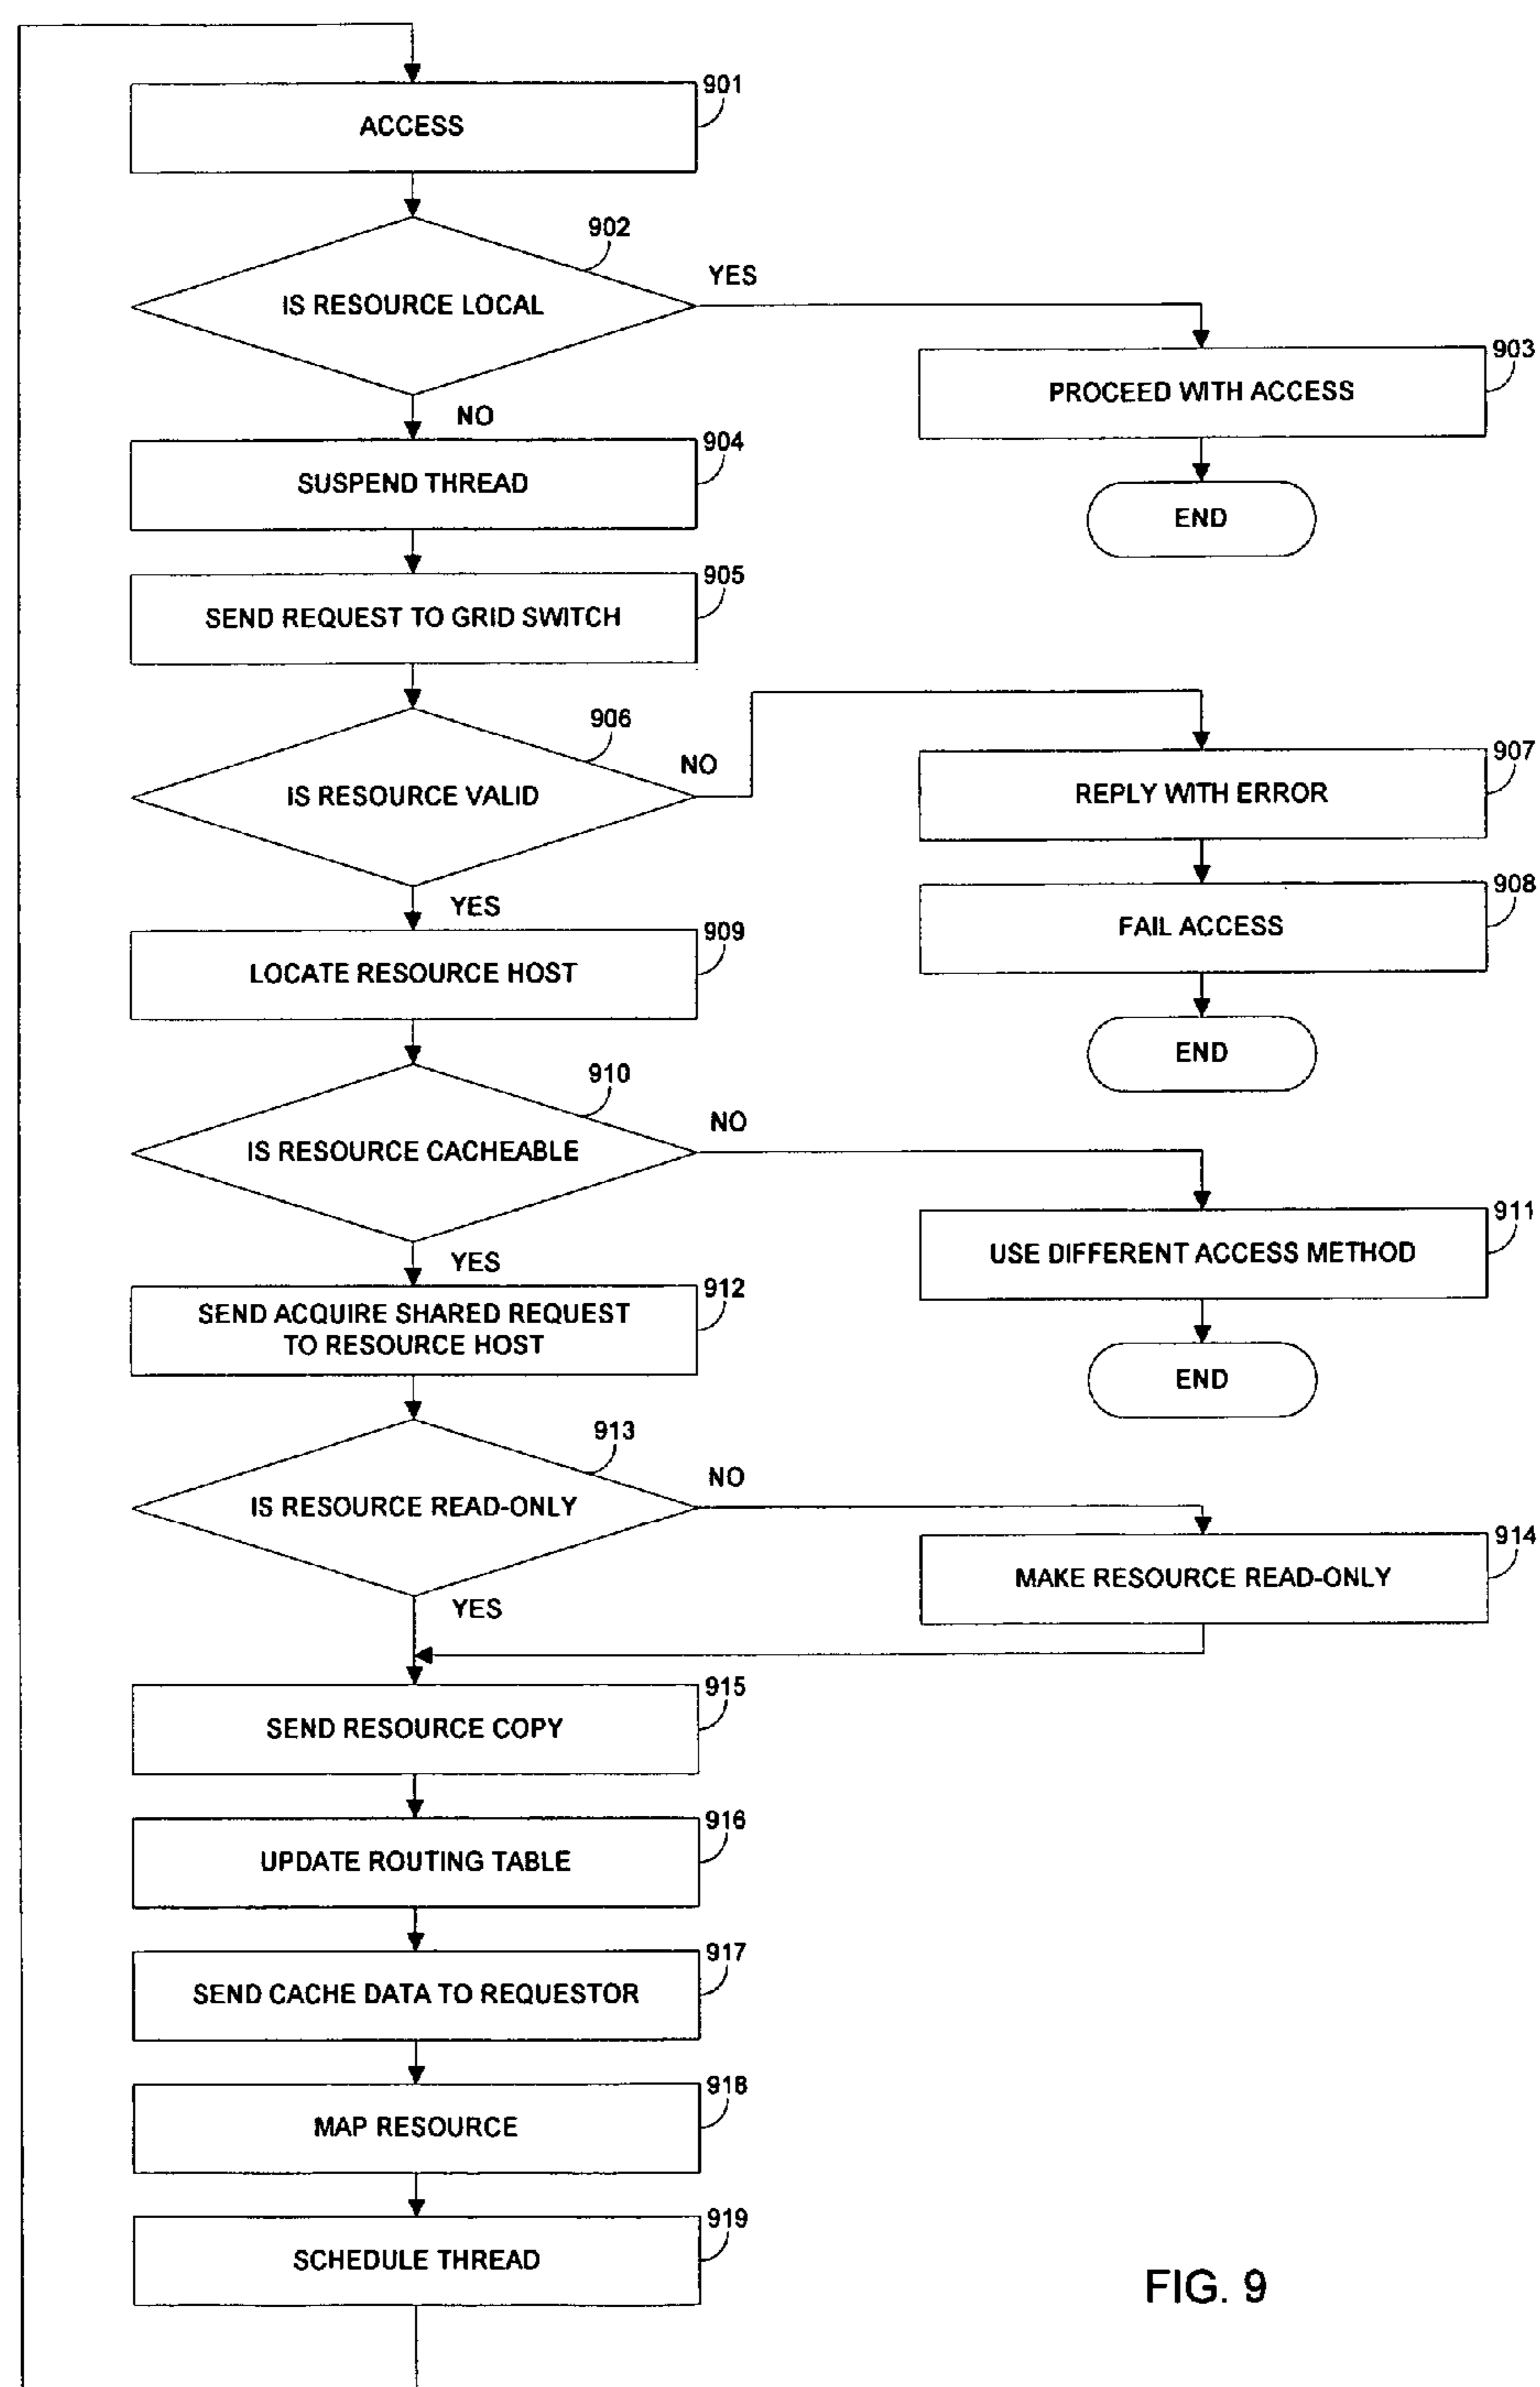 901
ACCESS
902
IS RESOURCE LOCAL
YES
903
PROCEED WITH ACCESS
END
NO
904
SUSPEND THREAD
905
SEND REQUEST TO GRID SWITCH
906
IS RESOURCE VALID
NO
907
REPLY WITH ERROR
908
FAIL ACCESS
END
YES
909
LOCATE RESOURCE HOST
910
IS RESOURCE CACHEABLE
NO
911
USE DIFFERENT ACCESS METHOD
END
YES
912
SEND ACQUIRE SHARED REQUEST
TO RESOURCE HOST
913
IS RESOURCE READ-ONLY
NO
914
MAKE RESOURCE READ-ONLY
YES
915
SEND RESOURCE COPY
916
UPDATE ROUTING TABLE
917
SEND CACHE DATA TO REQUESTOR
918
MAP RESOURCE
919
SCHEDULE THREAD
FIG. 9